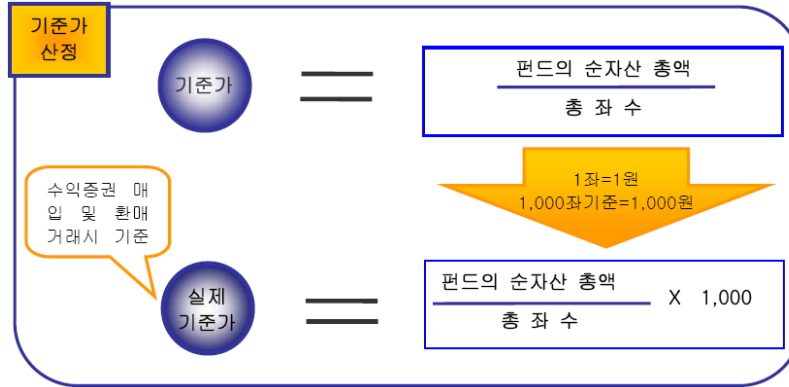 기준가
산정
기준가
펀드의 순자산 총액
총 좌 수
1좌=1원
1,000좌기준=1,000원
수익증권 매
입 및 환매
거래시 기준
실제
기준가
펀드의 순자산 총액
총 좌 수
X 1,000